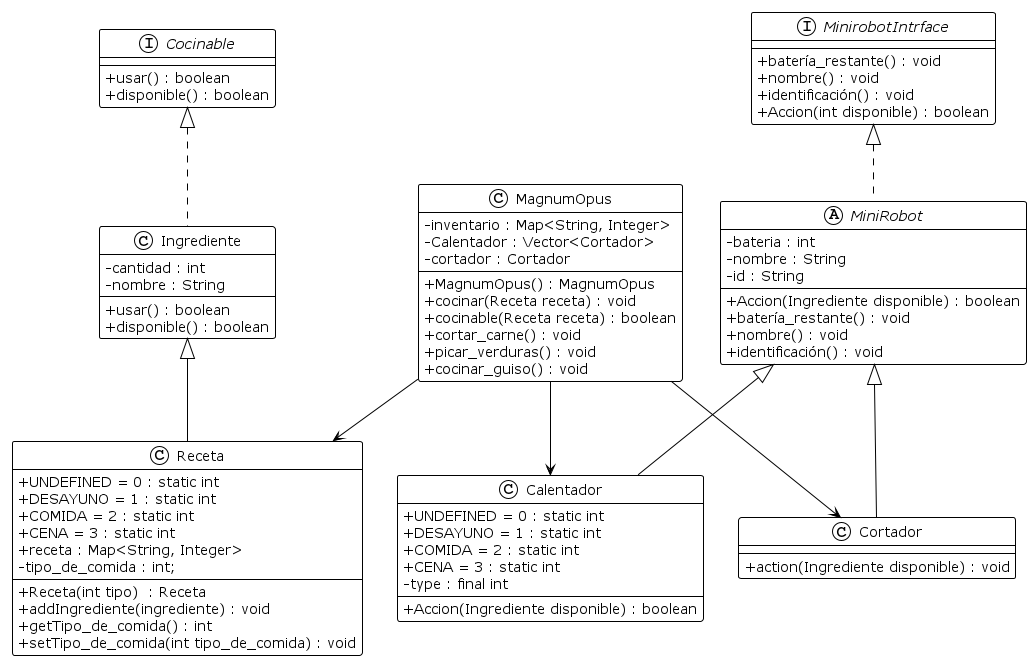 I Cocinable
+usar() : boolean
+disponible() : boolean
I MinirobotIntrface
+batería_restante() : void
+nombre() : void
+identificación() : void
+Accion(int disponible) : boolean
C Ingrediente
-cantidad : int
-nombre : String
+usar() : boolean
+disponible() : boolean
C MagnumOpus
-inventario : Map<String, Integer>
-Calentador : Vector<Cortador>
-cortador : Cortador
+MagnumOpus() : MagnumOpus
+cocinar(Receta receta) : void
+cocinable(Receta receta) : boolean
+cortar_carne() : void
+picar_verduras() : void
+cocinar_guiso() : void
A MiniRobot
-bateria : int
-nombre : String
-id : String
+Accion(Ingrediente disponible) : boolean
+batería_restante() : void
+nombre() : void
+identificación() : void
C Receta
+UNDEFINED = 0 : static int
+DESAYUNO = 1 : static int
+COMIDA = 2 : static int
+CENA = 3 : static int
+receta : Map<String, Integer>
-tipo_de_comida : int;
+Receta(int tipo)  : Receta
+addIngrediente(ingrediente) : void
+getTipo_de_comida() : int
+setTipo_de_comida(int tipo_de_comida) : void
C Calentador
+UNDEFINED = 0 : static int
+DESAYUNO = 1 : static int
+COMIDA = 2 : static int
+CENA = 3 : static int
-type : final int
+Accion(Ingrediente disponible) : boolean
C Cortador
+action(Ingrediente disponible) : void